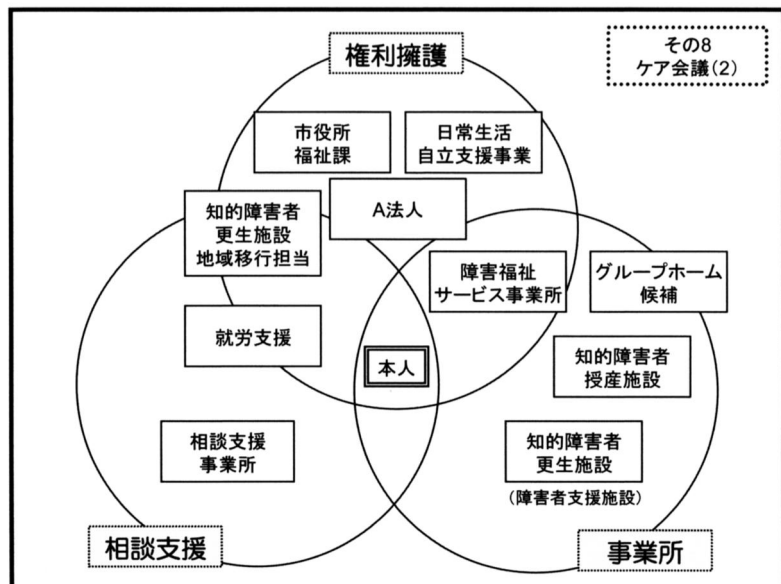 その8
ケア会議(2)
権利擁護
市役所
福祉課
日常生活
自立支援事業
知的障害者
更生施設
地域移行担当
A法人
障害福祉
サービス事業所
グループホーム
候補
就労支援
本人
知的障害者
授産施設
相談支援
事業所
知的障害者
更生施設
(障害者支援施設)
相談支援
事業所